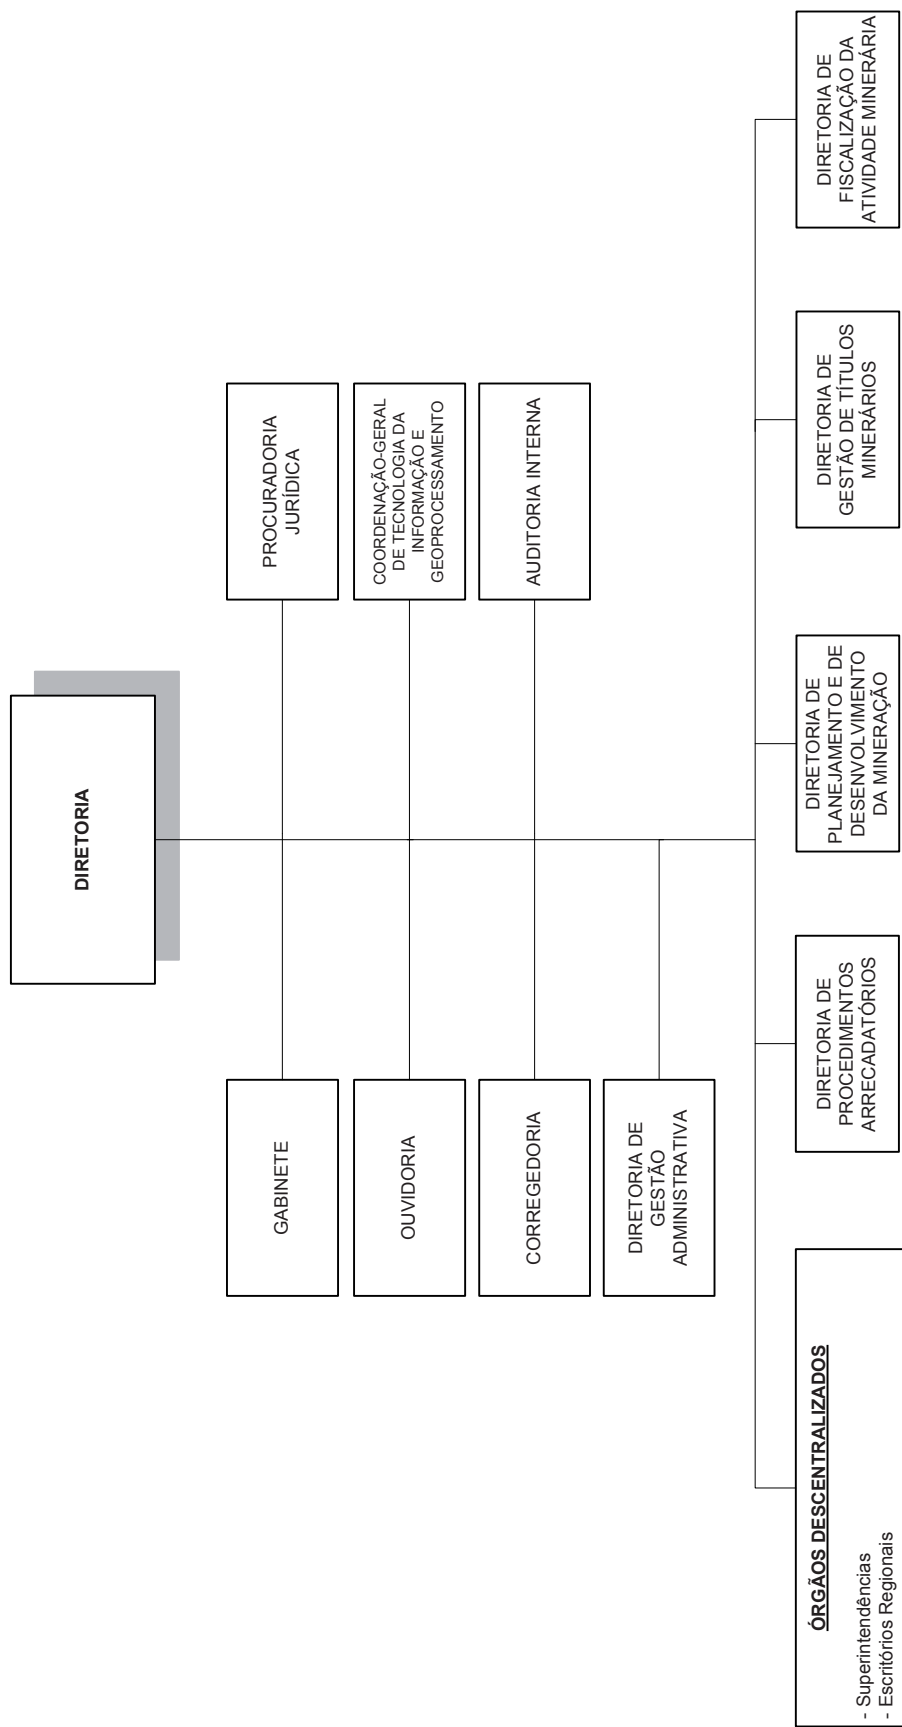 DIRETORIA
GABINETE
PROCURADORIA
JURÍDICA
OUVIDORIA
COORDENAÇÃO-GERAL
DE TECNOLOGIA DA
INFORMAÇÃO E
GEOPROCESSAMENTO
CORREGEDORIA
AUDITORIA INTERNA
DIRETORIA DE
GESTÃO
ADMINISTRATIVA
ÓRGÃOS DESCENTRALIZADOS
- Superintendências
- Escritórios Regionais
DIRETORIA DE
PROCEDIMENTOS
ARRECADATÓRIOS
DIRETORIA DE
PLANEJAMENTO E DE
DESENVOLVIMENTO
DA MINERAÇÃO
DIRETORIA DE
GESTÃO DE TÍTULOS
MINERÁRIOS
DIRETORIA DE
FISCALIZAÇÃO DA
ATIVIDADE MINERÁRIA